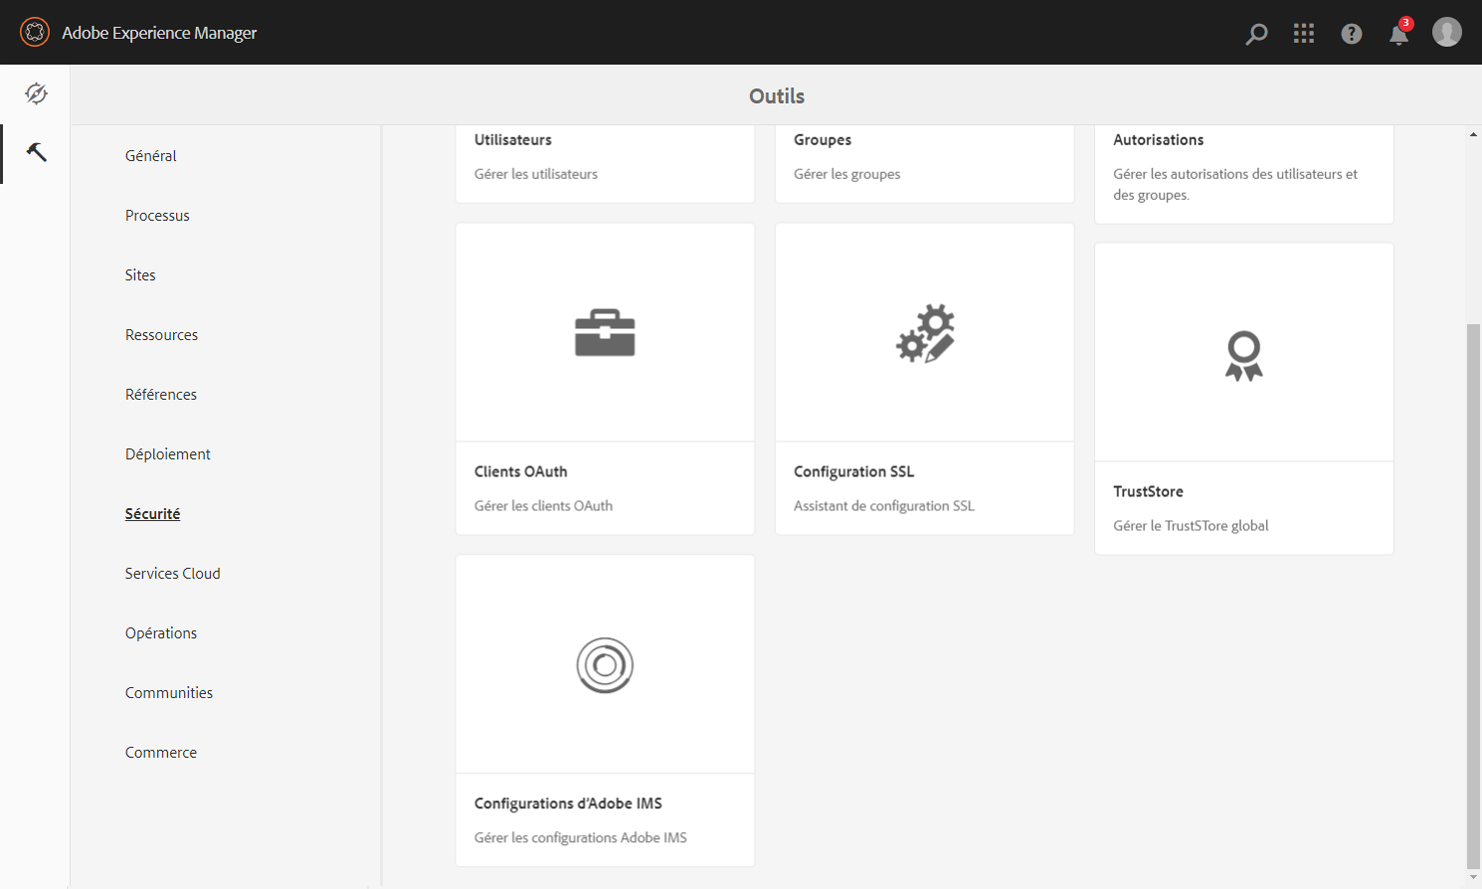 Adobe Experience Manager
3
Outils
Général
Processus
Sites
Ressources
Références
Déploiement
Sécurité
Services Cloud
Opérations
Communities
Commerce
Utilisateurs
Gérer les utilisateurs
Groupes
Gérer les groupes
Autorisations
Gérer les autorisations des utilisateurs et
des groupes.
Clients OAuth
Gérer les clients OAuth
Configuration SSL
Assistant de configuration SSL
TrustStore
Gérer le TrustSTore global
Configurations d'Adobe IMS
Gérer les configurations Adobe IMS